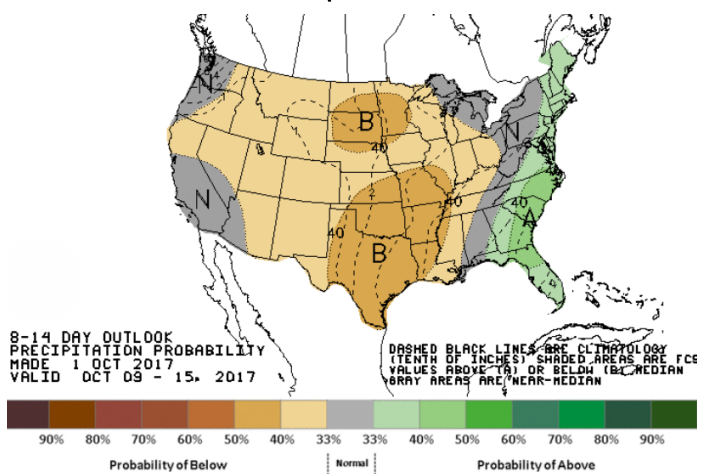 N
B
40
N
N
40
40
A
40
B
8-14 DAY OUTLOOK
PRECIPITATION PROBABILITY
MADE 1 OCT 2017
VALID OCT 09 - 15, 2017
DASHED BLACK LINES ARE CLIMATOLOGY
(TENTH OF INCHES) SHADED AREAS ARE FCS
VALUES ABOVE (A) OR BELOW (B) MEDIAN
GRAY AREAS ARE NEAR-MEDIAN
90% 80% 70% 60% 50% 40% 33% 33% 40% 50% 60% 70% 80% 90%
Probability of Below Normal Probability of Above